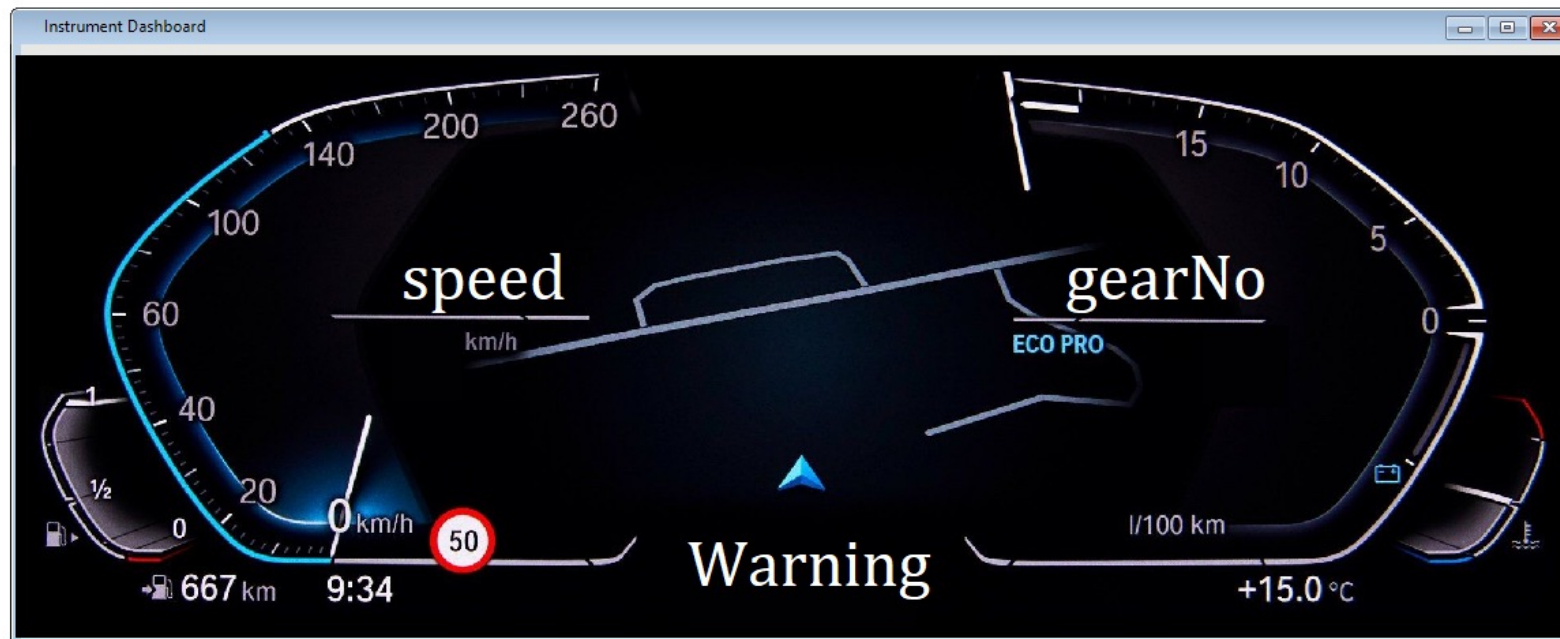 Instrument Dashboard
260
200
140
100
60
40
20
0 km/h
15
10
5
0
speed
km/h
gearNo
ECO PRO
1
1/2
0
50
l/100 km
Warning
667 km
9:34
+15.0 °C